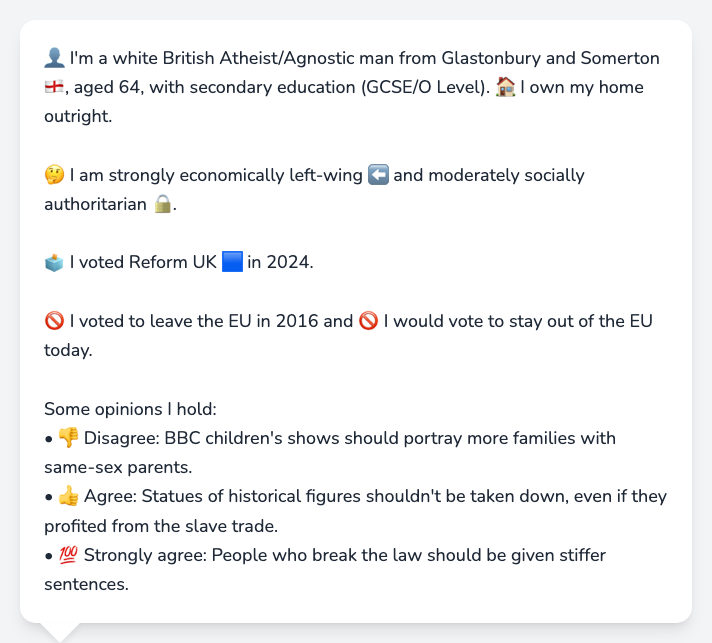 👤 I'm a white British Atheist/Agnostic man from Glastonbury and Somerton
🏴󠁧󠁢󠁥󠁮󠁧󠁿, aged 64, with secondary education (GCSE/O Level). 🏠 I own my home
outright.
🤔 I am strongly economically left-wing ⬅️ and moderately socially
authoritarian 🔒.
🗳️ I voted Reform UK 🟦 in 2024.
🚫 I voted to leave the EU in 2016 and 🚫 I would vote to stay out of the EU
today.
Some opinions I hold:
• 👎 Disagree: BBC children's shows should portray more families with
same-sex parents.
• 👍 Agree: Statues of historical figures shouldn't be taken down, even if they
profited from the slave trade.
• 💯 Strongly agree: People who break the law should be given stiffer
sentences.